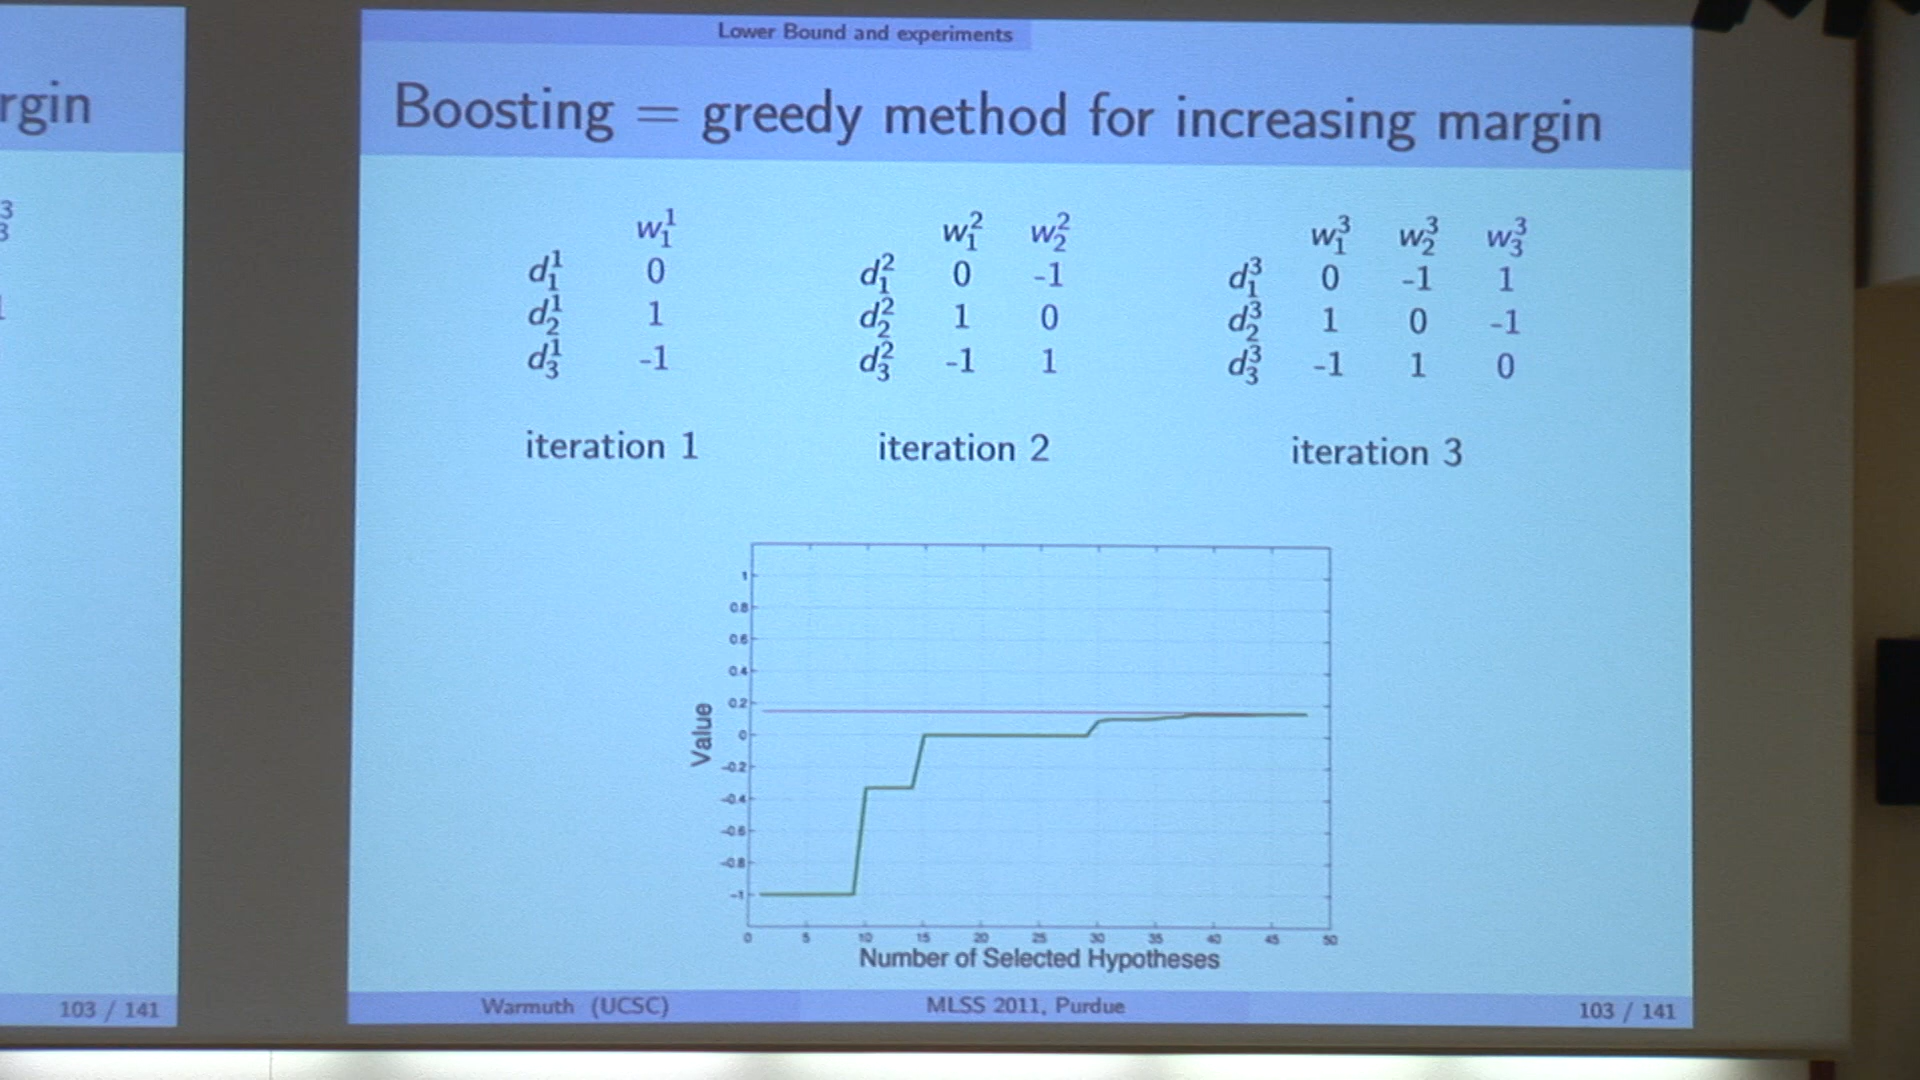 Lower Bound and experiments
rgin
Boosting = greedy method for increasing margin
3
3
w₁¹
d₁¹ 0
d₂¹ 1
d₃¹ -1
iteration 1
w₁² w₂²
d₁² 0 -1
d₂² 1 0
d₃² -1 1
iteration 2
w₁³ w₂³ w₃³
d₁³ 0 -1 1
d₂³ 1 0 -1
d₃³ -1 1 0
iteration 3
1
0.8
0.6
0.4
0.2
0
-0.2
-0.4
-0.6
-0.8
-1
Value
0 5 10 15 20 25 30 35 40 45 50
Number of Selected Hypotheses
103 / 141
Warmuth (UCSC) MLSS 2011, Purdue 103 / 141